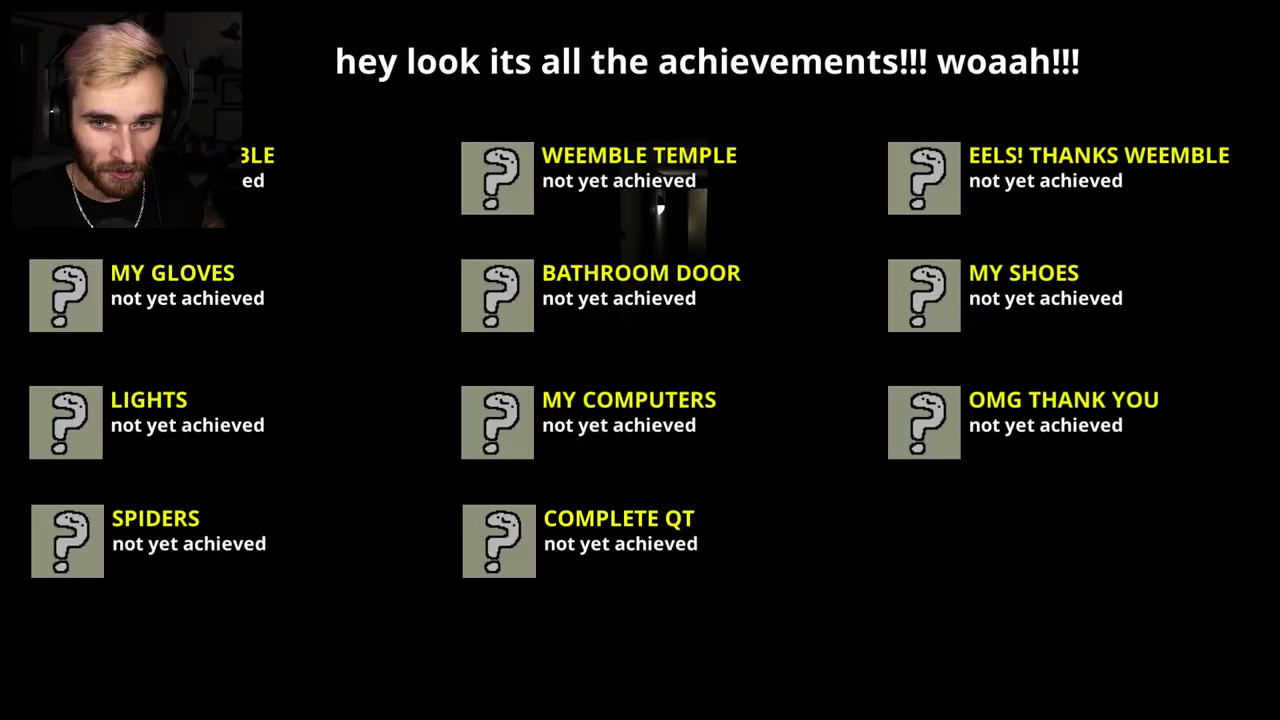 hey look its all the achievements!!! woaah!!!
WEEMBLE TEMPLE
not yet achieved
EELS! THANKS WEEMBLE
not yet achieved
MY GLOVES
not yet achieved
BATHROOM DOOR
not yet achieved
MY SHOES
not yet achieved
LIGHTS
not yet achieved
MY COMPUTERS
not yet achieved
OMG THANK YOU
not yet achieved
SPIDERS
not yet achieved
COMPLETE QT
not yet achieved